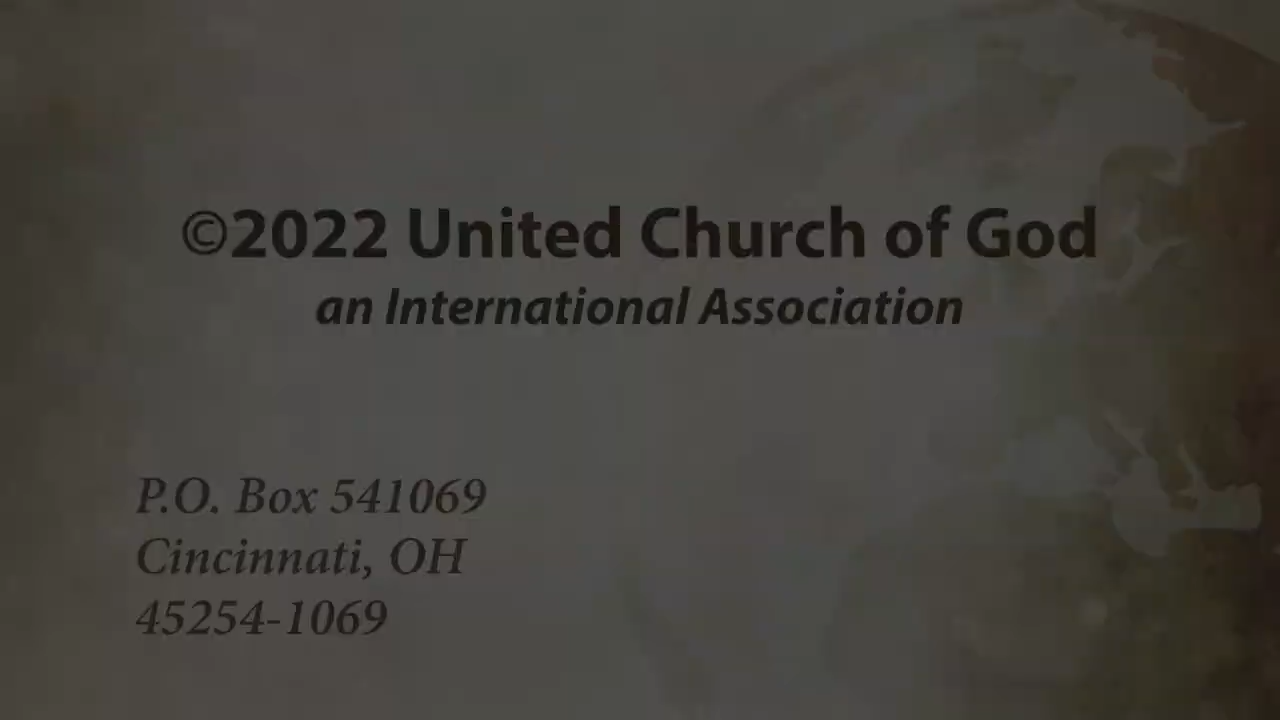 ©2022 United Church of God
an International Association
P.O. Box 541069
Cincinnati, OH
45254-1069